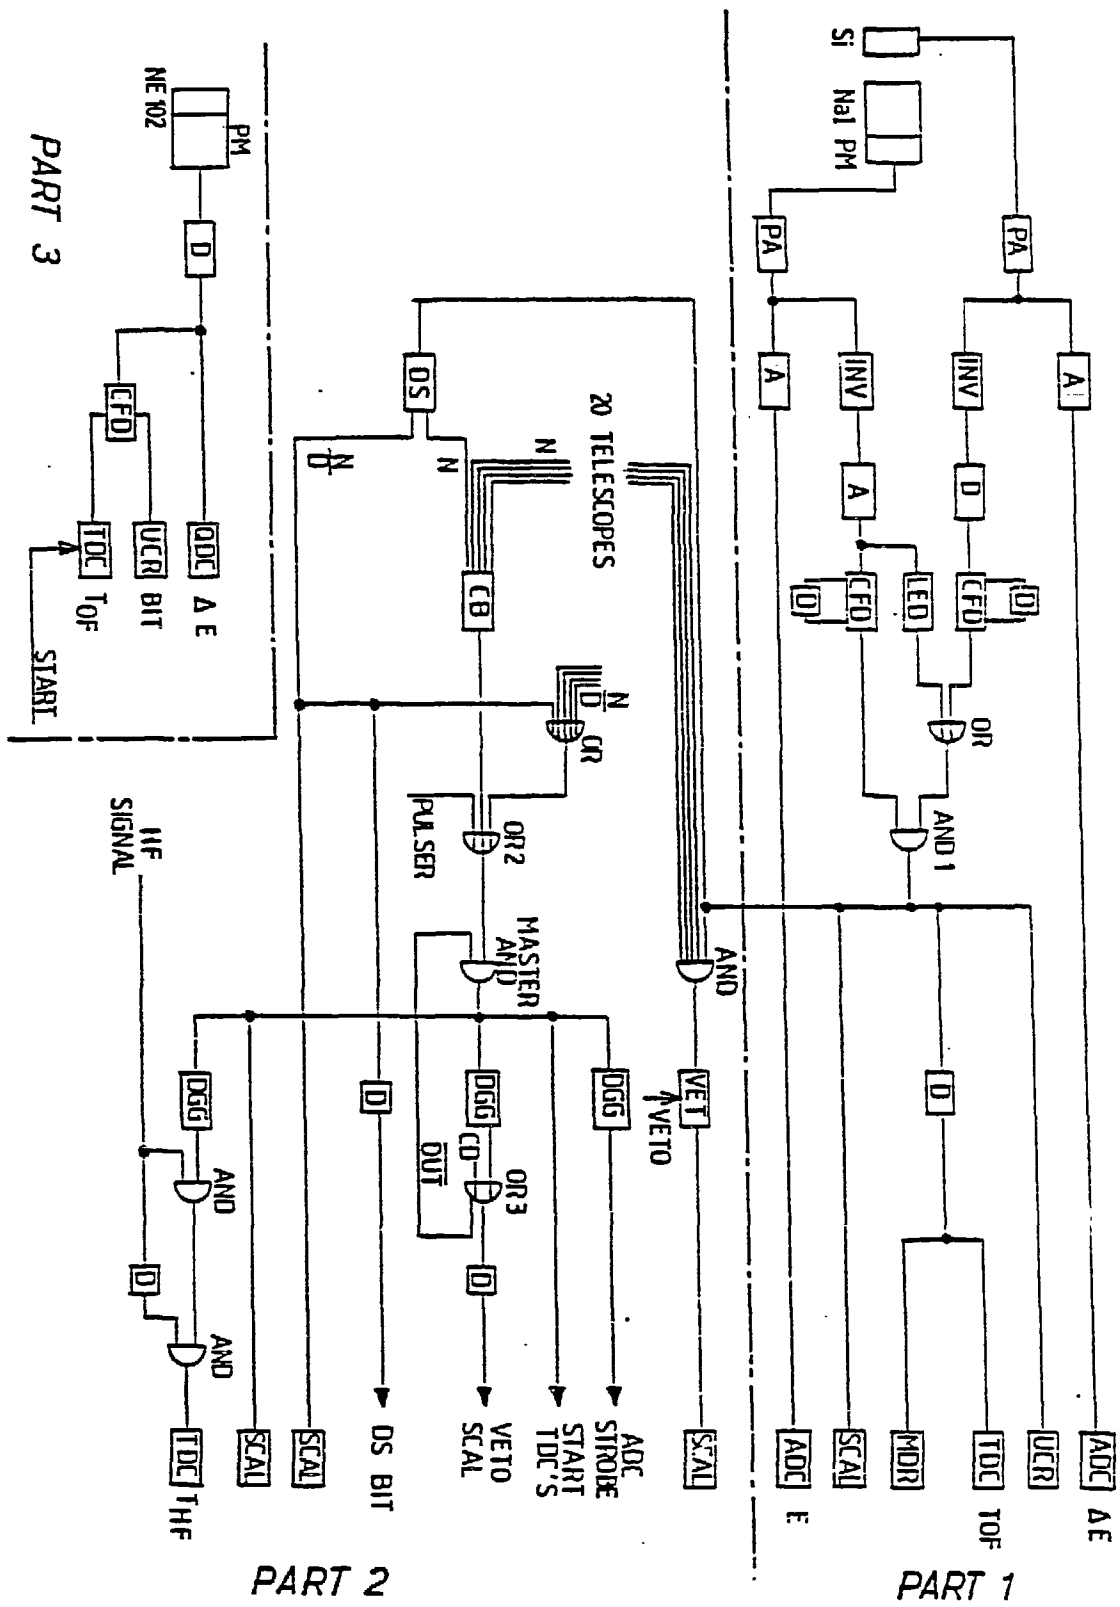 PART 1
Si
NaI PM
PA
PA
A
INV
INV
A
D
A
D
CFD
LED
CFD
D
OR
AND 1
D
ADC ΔE
UCR
TDC TOF
MDR
SCAL
ADC E
PART 2
20 TELESCOPES
N
N
N/D
DS
CB
N/D
OR
PULSER
OR2
MASTER AND
AND
VET
VETO
DGG
DGG
CD
OUT
OR3
D
D
DGG
HF SIGNAL
AND
D
AND
SCAL
ADC STROBE
START TDC'S
VETO SCAL
DS BIT
SCAL
SCAL
TDC THF
PART 3
NE 102
PM
D
CFD
QDC ΔE
UCR BIT
TDC TOF
START